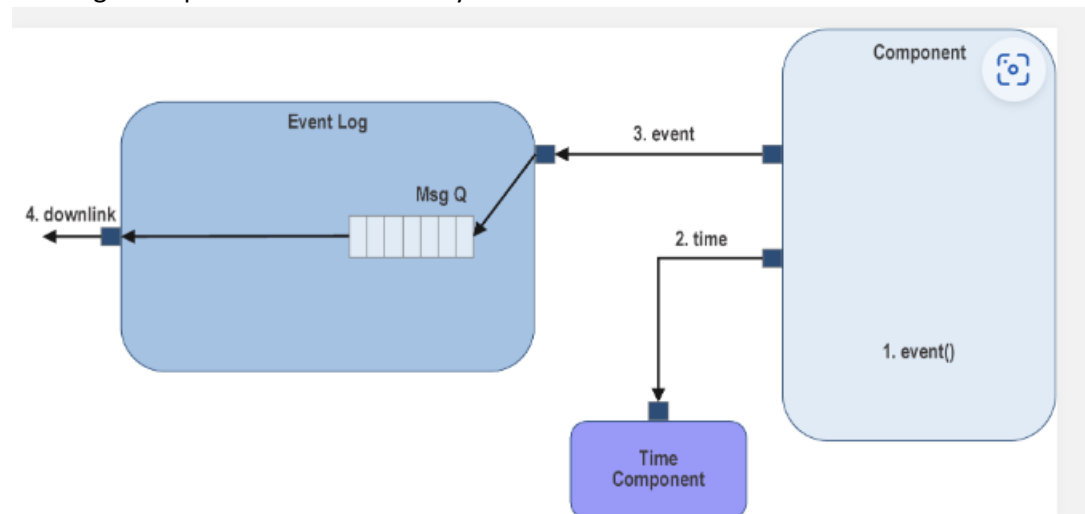 Component
Event Log
3. event
Msg Q
4. downlink
2. time
1. event()
Time
Component